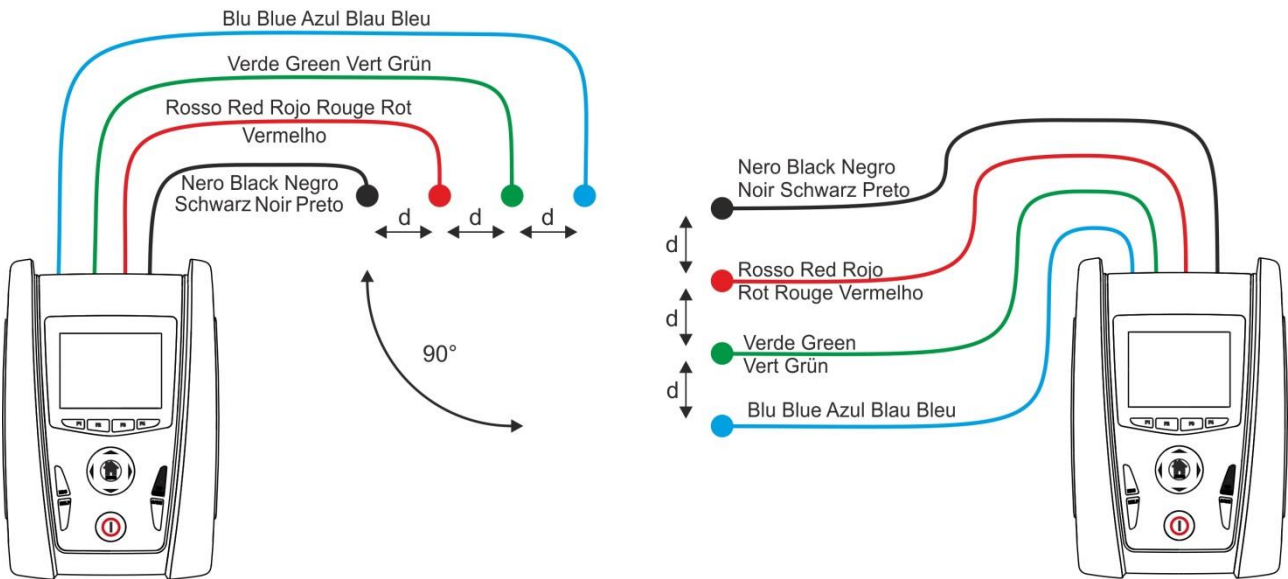 Blu Blue Azul Blau Bleu
Verde Green Vert Grün
Rosso Red Rojo Rouge Rot
Vermelho
Nero Black Negro
Schwarz Noir Preto
d d d
90°
Nero Black Negro
Noir Schwarz Preto
d
Rosso Red Rojo
Rot Rouge Vermelho
d
Verde Green
Vert Grün
d
Blu Blue Azul Blau Bleu